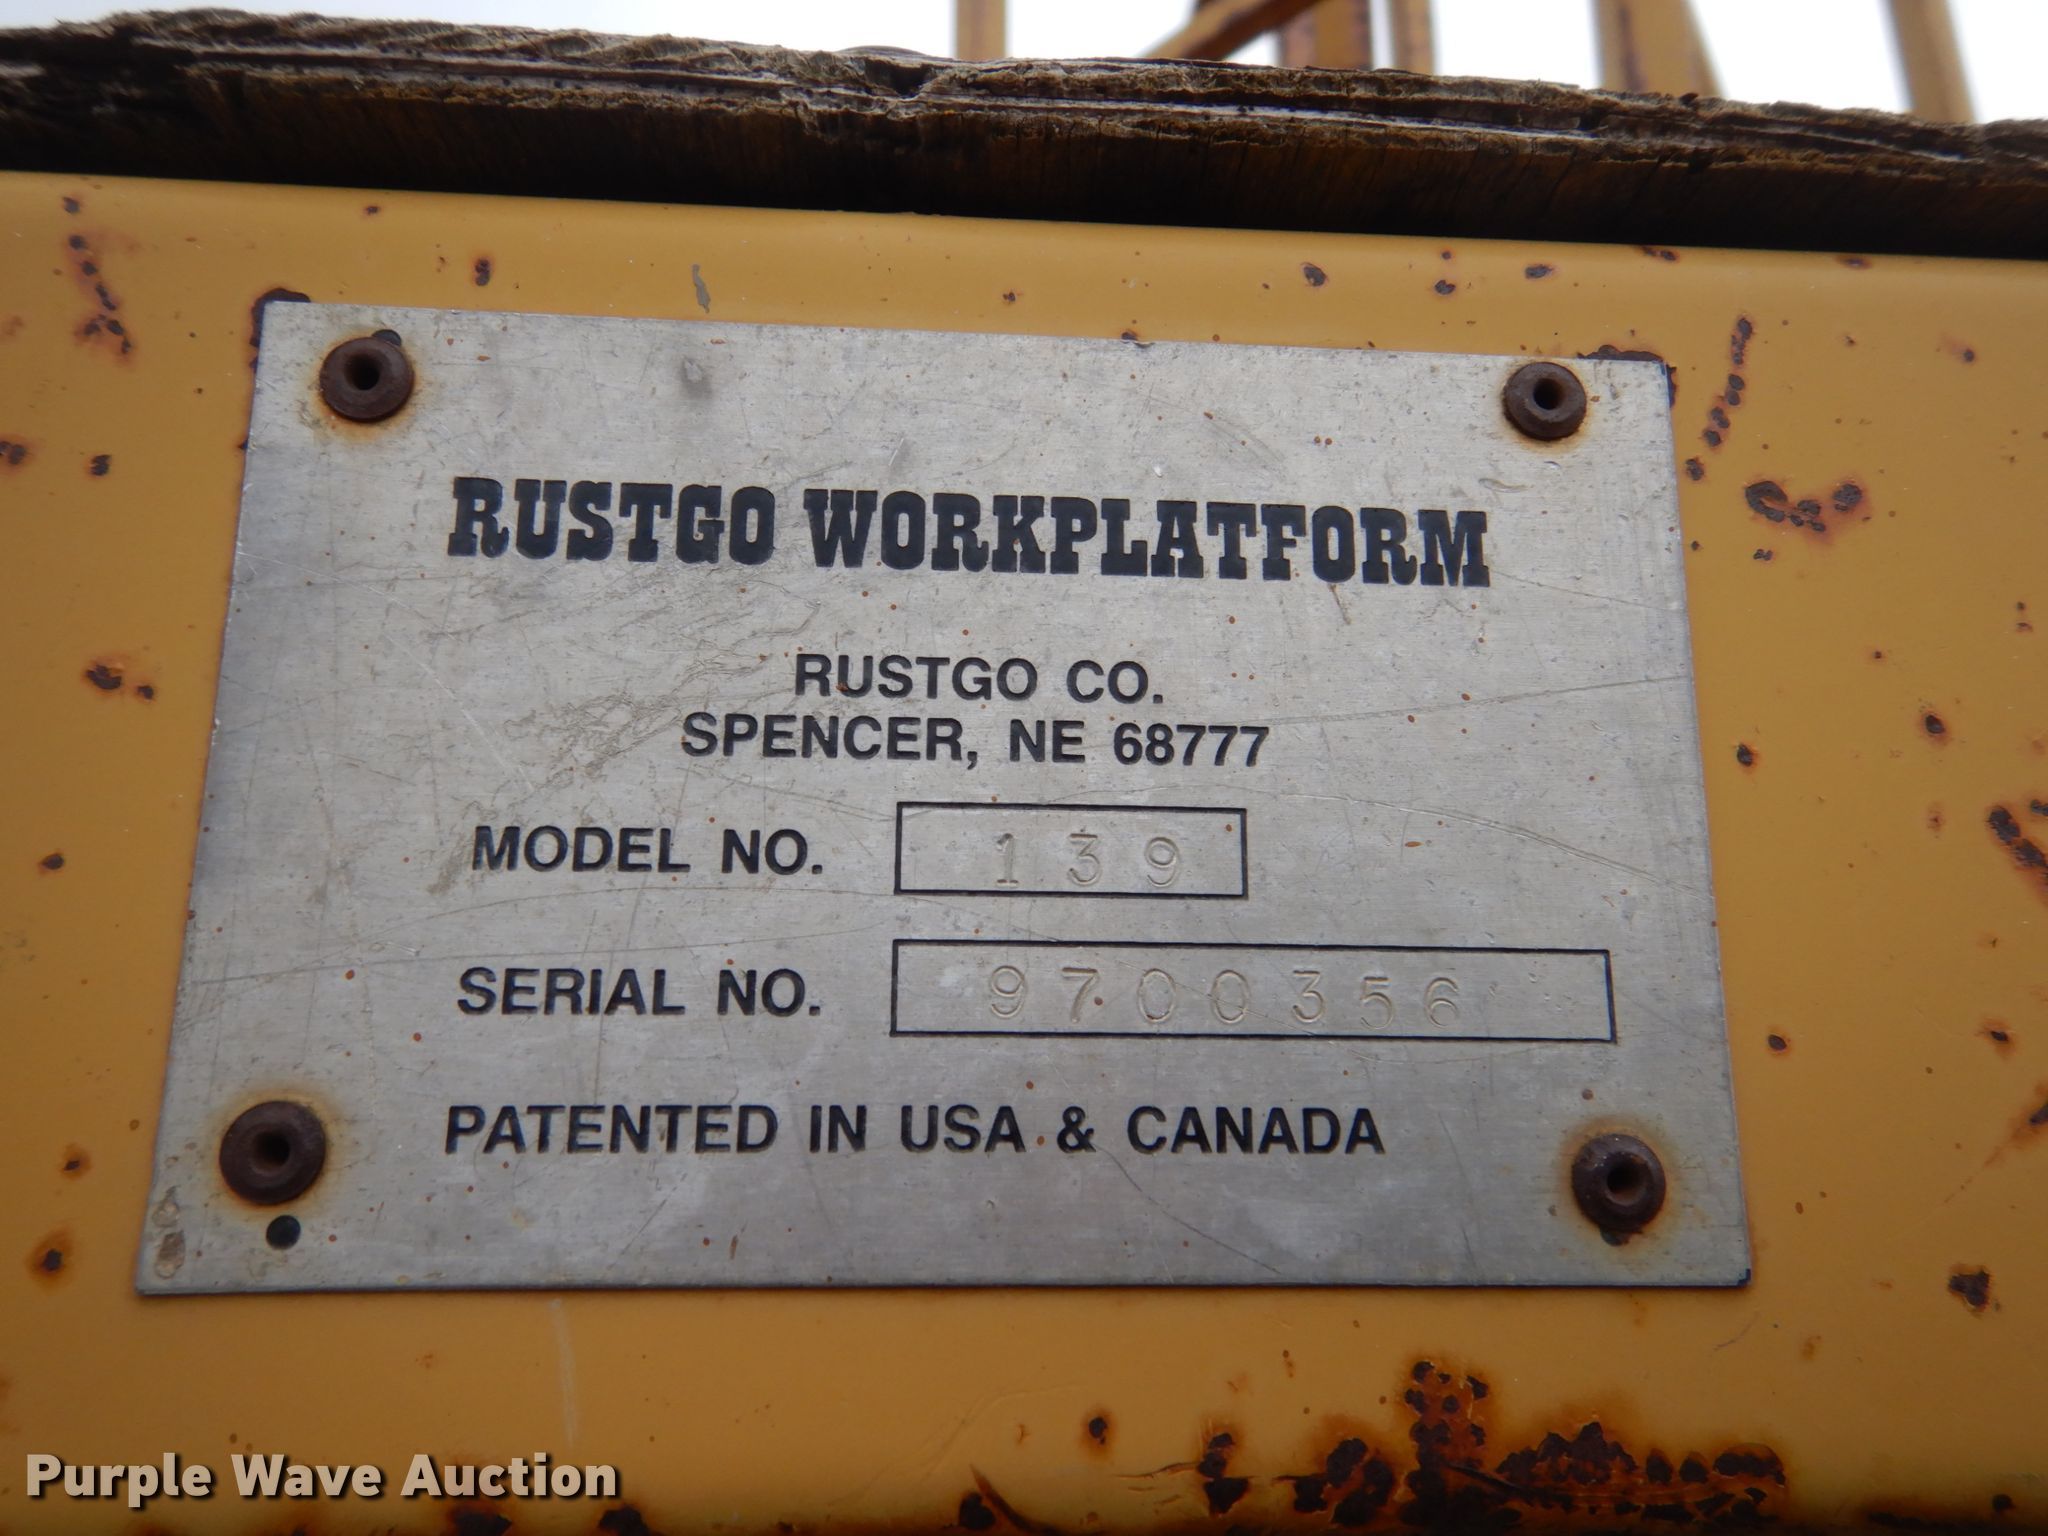 RUSTGO WORKPLATFORM
RUSTGO CO.
SPENCER, NE 68777
MODEL NO. 139
SERIAL NO. 9700356
PATENTED IN USA & CANADA
Purple Wave Auction